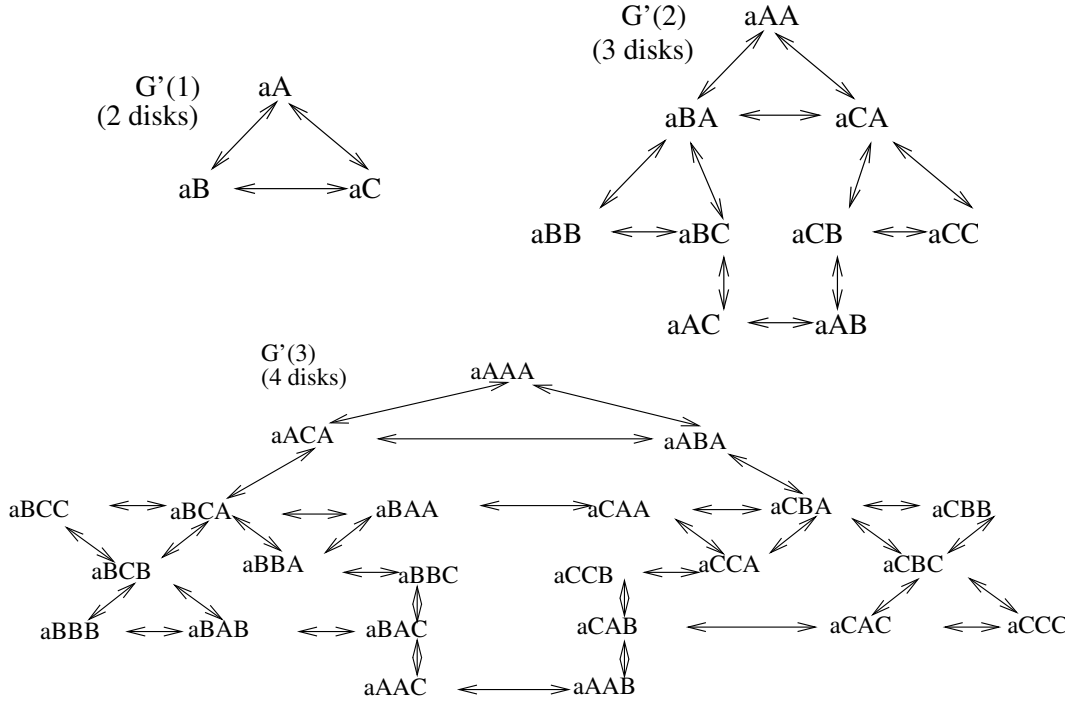 G’(1)
(2 disks)
aA
aB
aC
G’(2)
(3 disks)
aAA
aBA
aCA
aBB
aBC
aCB
aCC
aAC
aAB
G’(3)
(4 disks)
aAAA
aACA
aABA
aBCC
aBCA
aBAA
aCAA
aCBA
aCBB
aBCB
aBBA
aBBC
aCCB
aCCA
aCBC
aBBB
aBAB
aBAC
aCAB
aCAC
aCCC
aAAC
aAAB